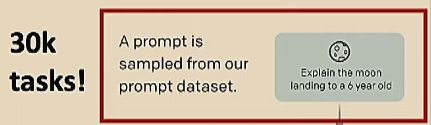 30k
tasks!
A prompt is
sampled from our
prompt dataset.
Explain the moon
landing to a 6 year old